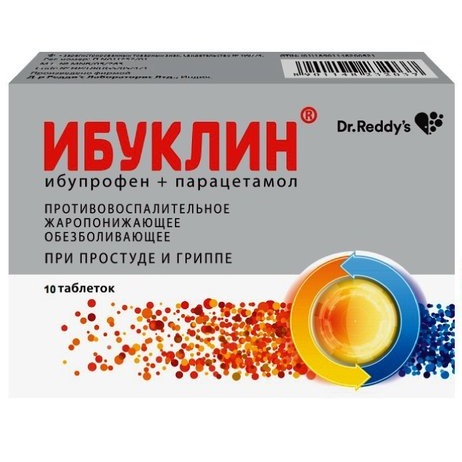 ИБУКЛИН®
Dr.Reddy's
ибупрофен + парацетамол
ПРОТИВОВОСПАЛИТЕЛЬНОЕ
ЖАРОПОНИЖАЮЩЕЕ
ОБЕЗБОЛИВАЮЩЕЕ
ПРИ ПРОСТУДЕ И ГРИППЕ
10 таблеток